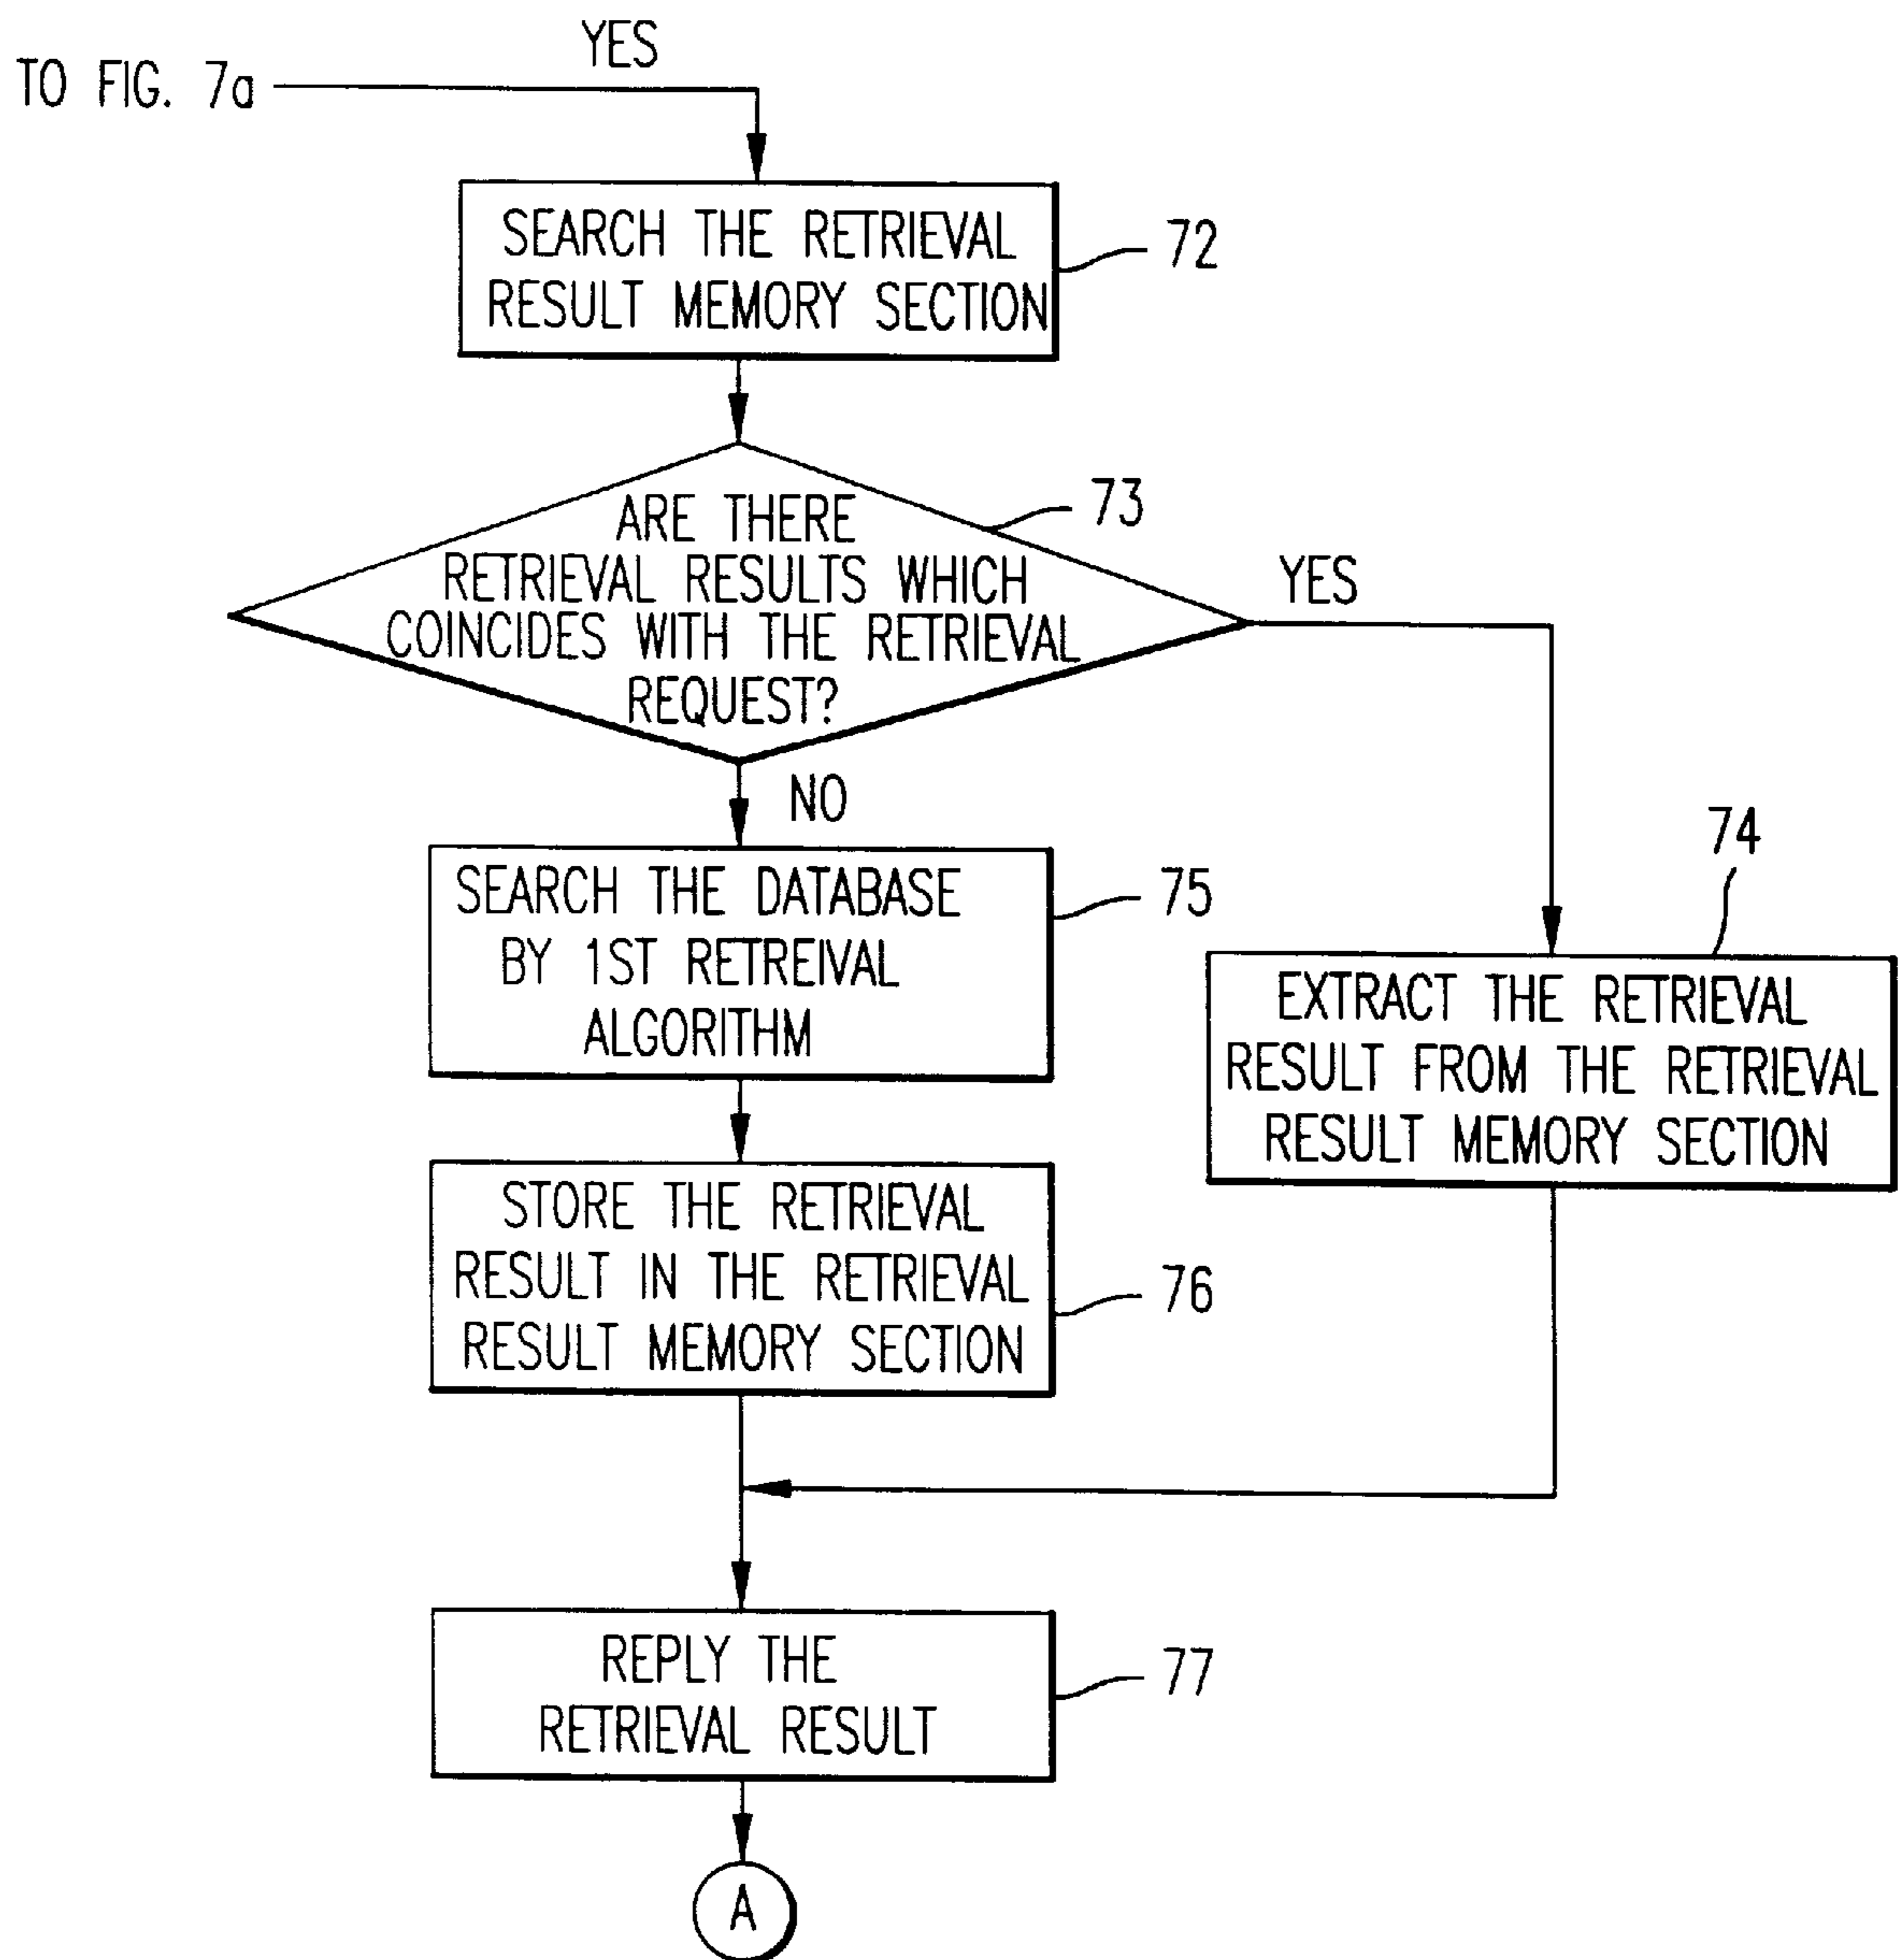 YES
TO FIG. 7a
SEARCH THE RETRIEVAL
RESULT MEMORY SECTION
72
ARE THERE
RETRIEVAL RESULTS WHICH
COINCIDES WITH THE RETRIEVAL
REQUEST?
73
YES
NO
SEARCH THE DATABASE
BY 1ST RETREIVAL
ALGORITHM
75
74
EXTRACT THE RETRIEVAL
RESULT FROM THE RETRIEVAL
RESULT MEMORY SECTION
STORE THE RETRIEVAL
RESULT IN THE RETRIEVAL
RESULT MEMORY SECTION
76
REPLY THE
RETRIEVAL RESULT
77
A